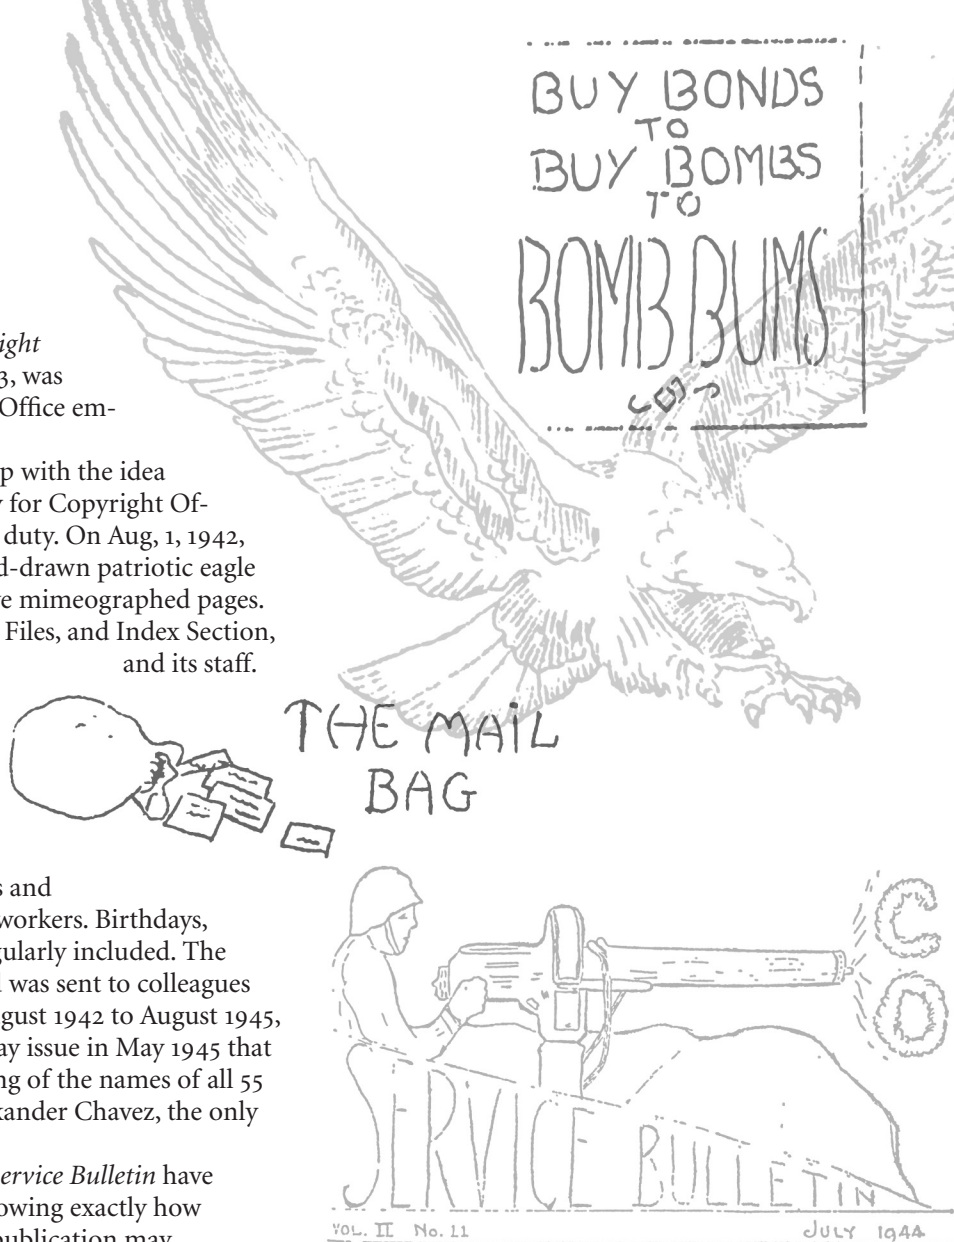 BUY BONDS
TO
BUY BOMBS
TO
BOMB BUMS
ight
3, was
Office em-
p with the idea
y for Copyright Of-
duty. On Aug, 1, 1942,
d-drawn patriotic eagle
e mimeographed pages.
Files, and Index Section,
and its staff.
THE MAIL
BAG
s and
workers. Birthdays,
gularly included. The
d was sent to colleagues
gust 1942 to August 1945,
ay issue in May 1945 that
ng of the names of all 55
xander Chavez, the only
ervice Bulletin have
owing exactly how
publication may
CO
SERVICE BULLETIN
VOL. II No. 11 JULY 1944